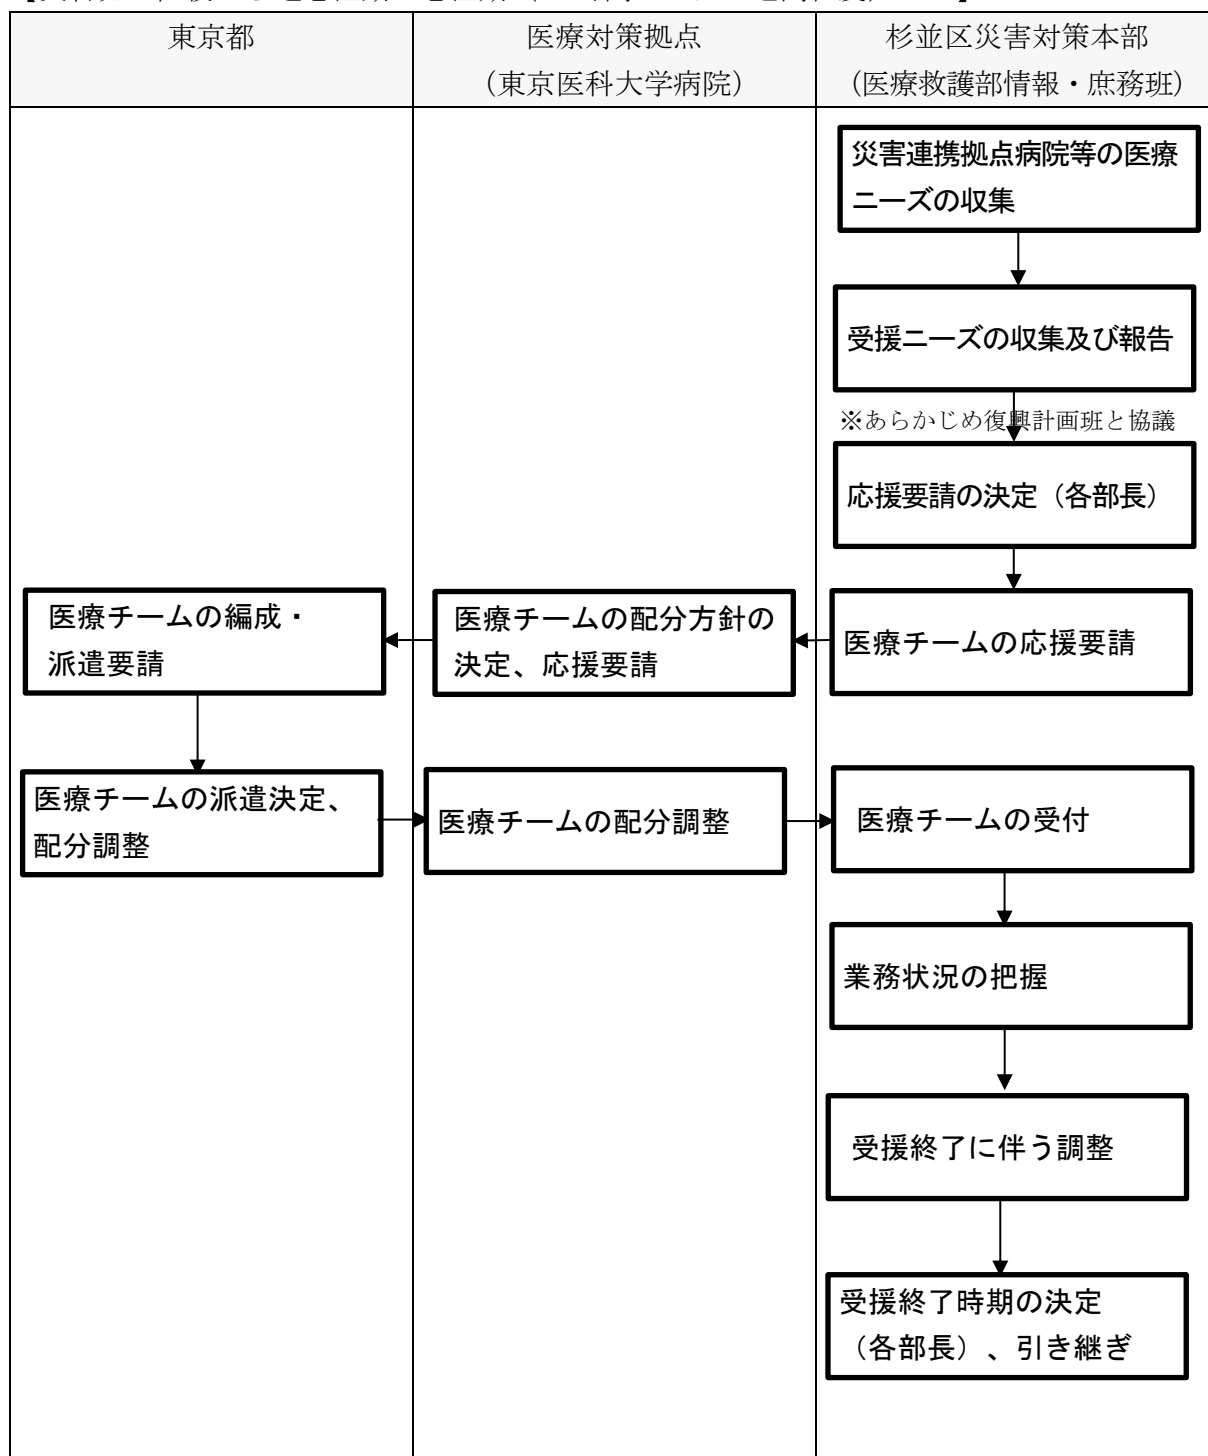 東京都
医療対策拠点
(東京医科大学病院)
杉並区災害対策本部
(医療救護部情報・庶務班)
災害連携拠点病院等の医療
ニーズの収集
受援ニーズの収集及び報告
※あらかじめ復興計画班と協議
応援要請の決定（各部長）
医療チームの応援要請
医療チームの配分方針の
決定、応援要請
医療チームの編成・
派遣要請
医療チームの派遣決定、
配分調整
医療チームの配分調整
医療チームの受付
業務状況の把握
受援終了に伴う調整
受援終了時期の決定
（各部長）、引き継ぎ